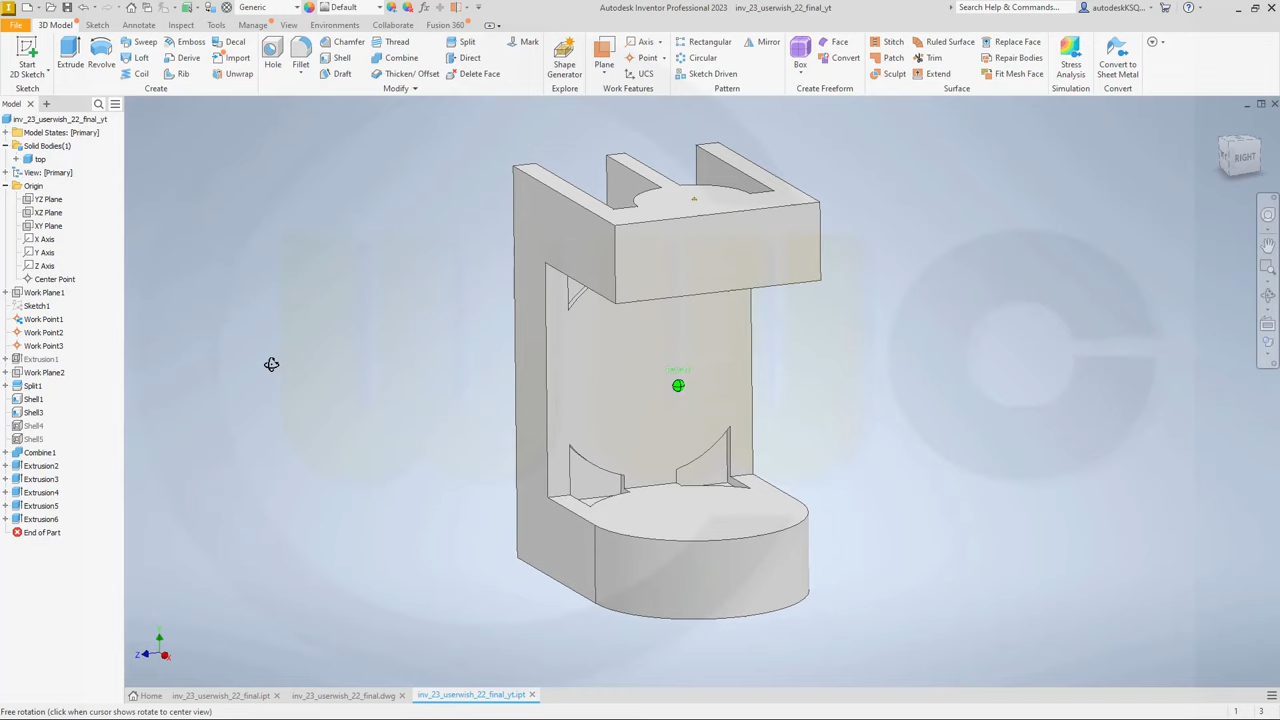 Generic
Default
Autodesk Inventor Professional 2023 inv_23_userwish_22_final_yt
Search Help & Commands...
autodeskKSQ...
File 3D Model Sketch Annotate Inspect Tools Manage View Environments Collaborate Fusion 360
Start
2D Sketch
Sketch
Extrude
Revolve
Sweep
Emboss
Decal
Loft
Derive
Import
Coil
Rib
Unwrap
Create
Hole
Fillet
Chamfer
Thread
Split
Mark
Shell
Combine
Direct
Draft
Thicken/ Offset
Delete Face
Modify
Shape
Generator
Explore
Plane
Axis
Point
UCS
Work Features
Rectangular
Mirror
Circular
Sketch Driven
Pattern
Box
Face
Convert
Create Freeform
Stitch
Ruled Surface
Replace Face
Patch
Trim
Repair Bodies
Sculpt
Extend
Fit Mesh Face
Surface
Stress
Analysis
Simulation
Convert to
Sheet Metal
Convert
Model
inv_23_userwish_22_final_yt
Model States: [Primary]
Solid Bodies(1)
top
View: [Primary]
Origin
YZ Plane
XZ Plane
XY Plane
X Axis
Y Axis
Z Axis
Center Point
Work Plane1
Sketch1
Work Point1
Work Point2
Work Point3
Extrusion1
Work Plane2
Split1
Shell1
Shell3
Shell4
Shell5
Combine1
Extrusion2
Extrusion3
Extrusion4
Extrusion5
Extrusion6
End of Part
RIGHT
Z
Home inv_23_userwish_22_final.ipt inv_23_userwish_22_final.dwg inv_23_userwish_22_final_yt.ipt
Free rotation (click when cursor shows rotate to center view)
1 3